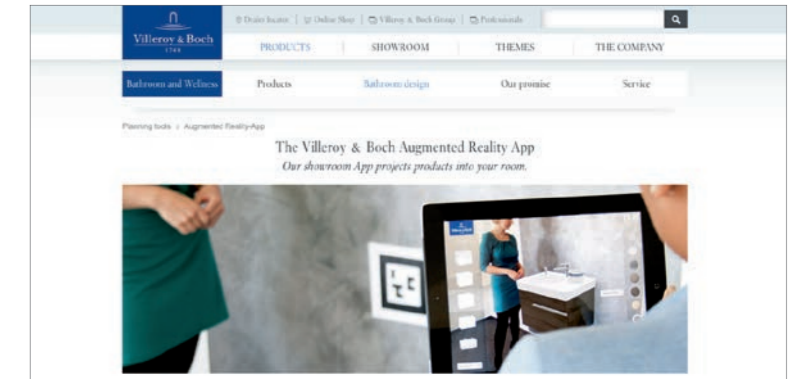 Villeroy & Boch
1748
Dealer locator
Online Shop
Villeroy & Boch Group
Professionals
PRODUCTS
SHOWROOM
THEMES
THE COMPANY
Bathroom and Wellness
Products
Bathroom design
Our promise
Service
Planning tools
Augmented Reality-App
The Villeroy & Boch Augmented Reality App
Our showroom App projects products into your room.